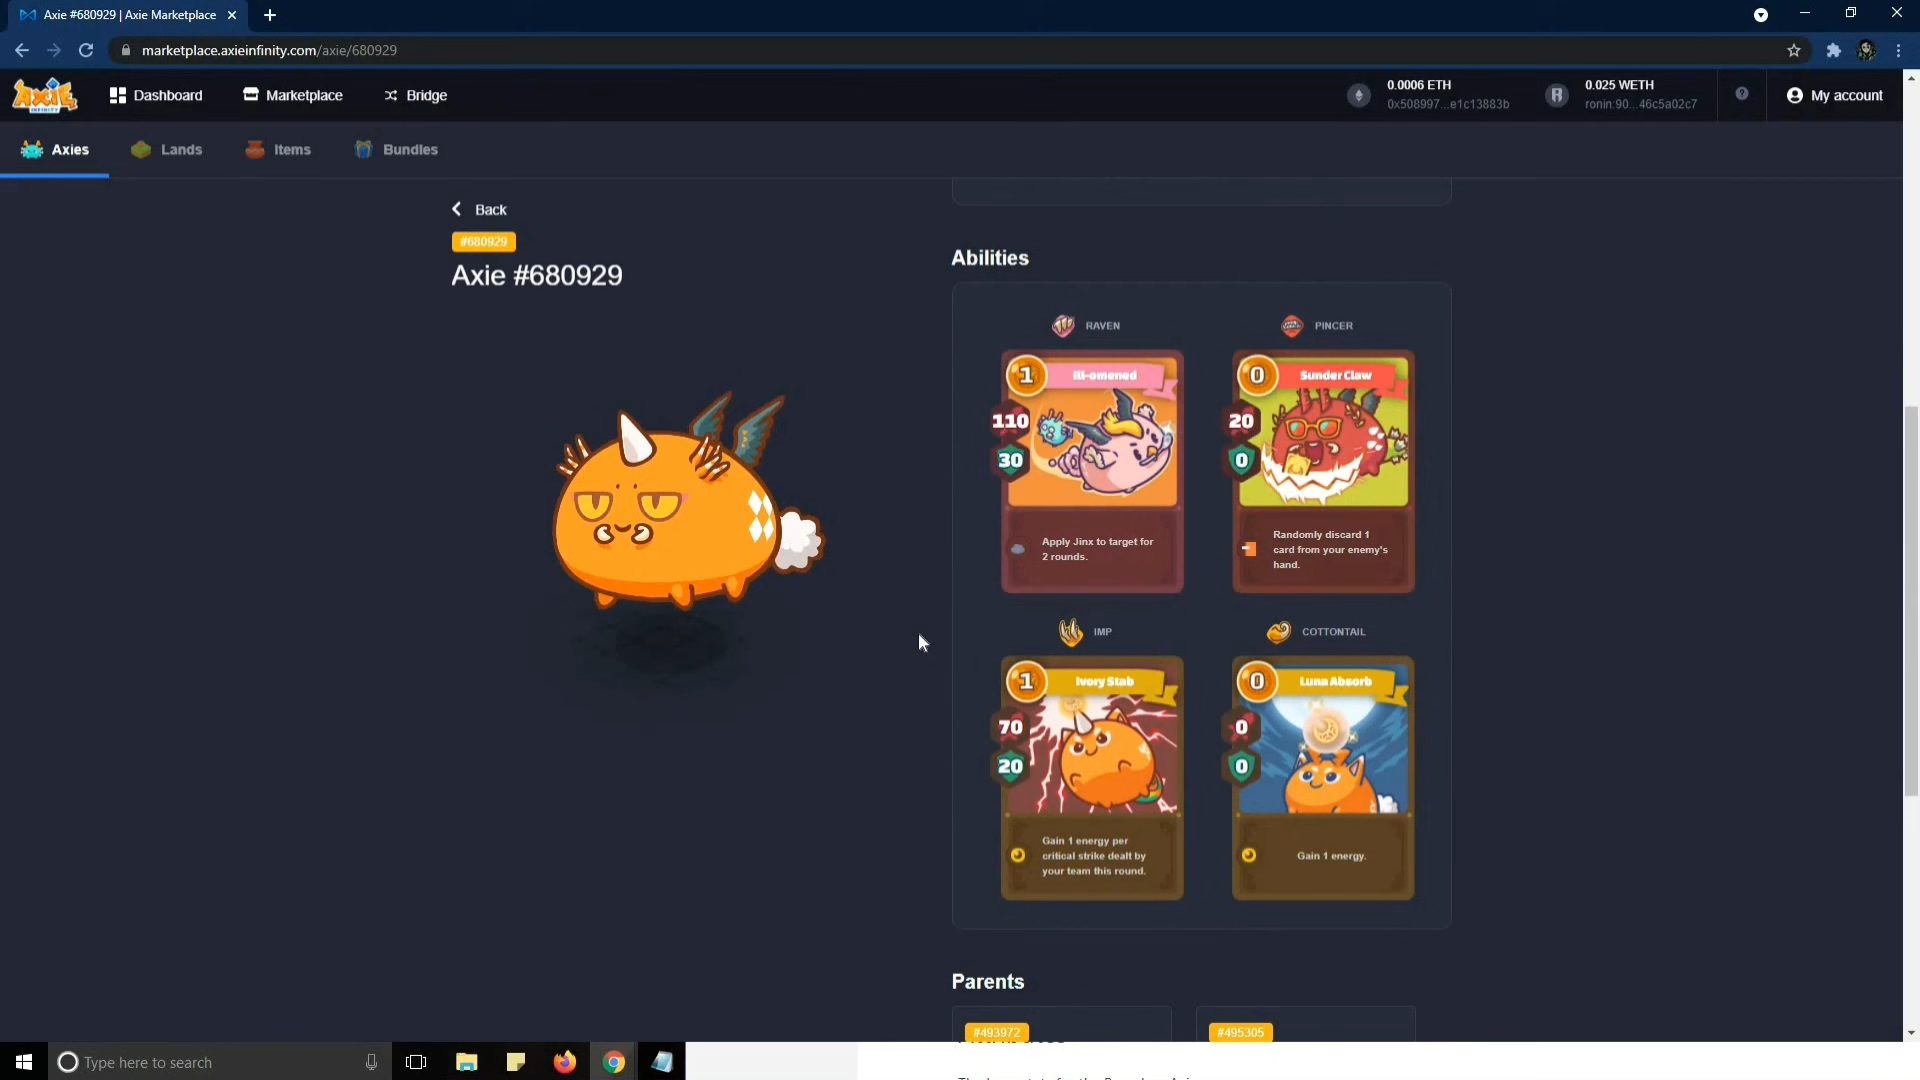 Axie #680929 | Axie Marketplace
marketplace.axieinfinity.com/axie/680929
AXIE
INFINITY
Dashboard
Marketplace
Bridge
0.0006 ETH
0x508997...e1c13883b
0.025 WETH
ronin:90...46c5a02c7
My account
Axies
Lands
Items
Bundles
Back
#680929
Axie #680929
Abilities
RAVEN
PINCER
1
Ill-omened
110
30
Apply Jinx to target for
2 rounds.
0
Sunder Claw
20
0
Randomly discard 1
card from your enemy's
hand.
IMP
COTTONTAIL
1
Ivory Stab
70
20
Gain 1 energy per
critical strike dealt by
your team this round.
0
Luna Absorb
0
0
Gain 1 energy.
Parents
#493972
#495305
Type here to search